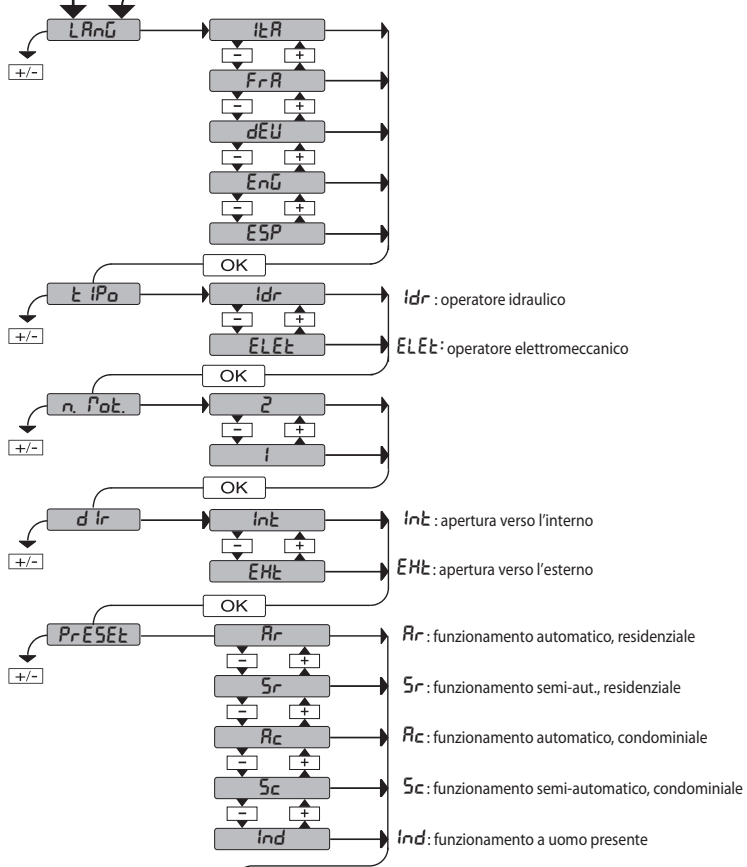 LAnG ItA
- +
+/-
FrA
- +
dEU
- +
EnG
- +
ESP
OK
tIPo Idr Idr : operatore idraulico
- +
+/-
ELEt ELEt: operatore elettromeccanico
OK
n. Mot. 2
- +
+/-
1
OK
dIr Int Int : apertura verso l'interno
- +
+/-
EHt EHt : apertura verso l'esterno
OK
PrESEt Ar Ar : funzionamento automatico, residenziale
- +
+/-
Sr Sr : funzionamento semi-aut., residenziale
- +
Ac Ac : funzionamento automatico, condominiale
- +
Sc Sc : funzionamento semi-automatico, condominiale
- +
Ind Ind: funzionamento a uomo presente